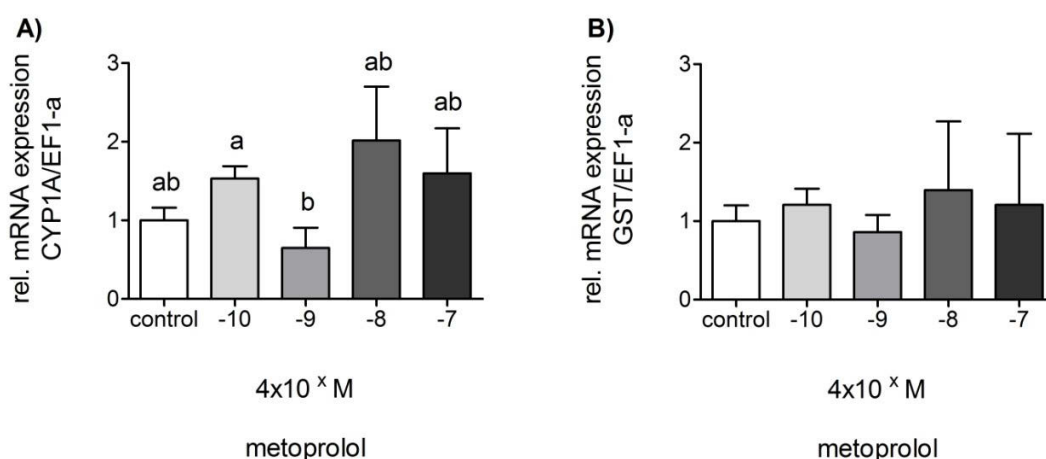 A)
rel. mRNA expression
CYP1A/EF1-a
3
2
1
0
ab
a
b
ab
ab
control
-10
-9
-8
-7
4x10 x M
metoprolol
B)
rel. mRNA expression
GST/EF1-a
3
2
1
0
control
-10
-9
-8
-7
4x10 x M
metoprolol